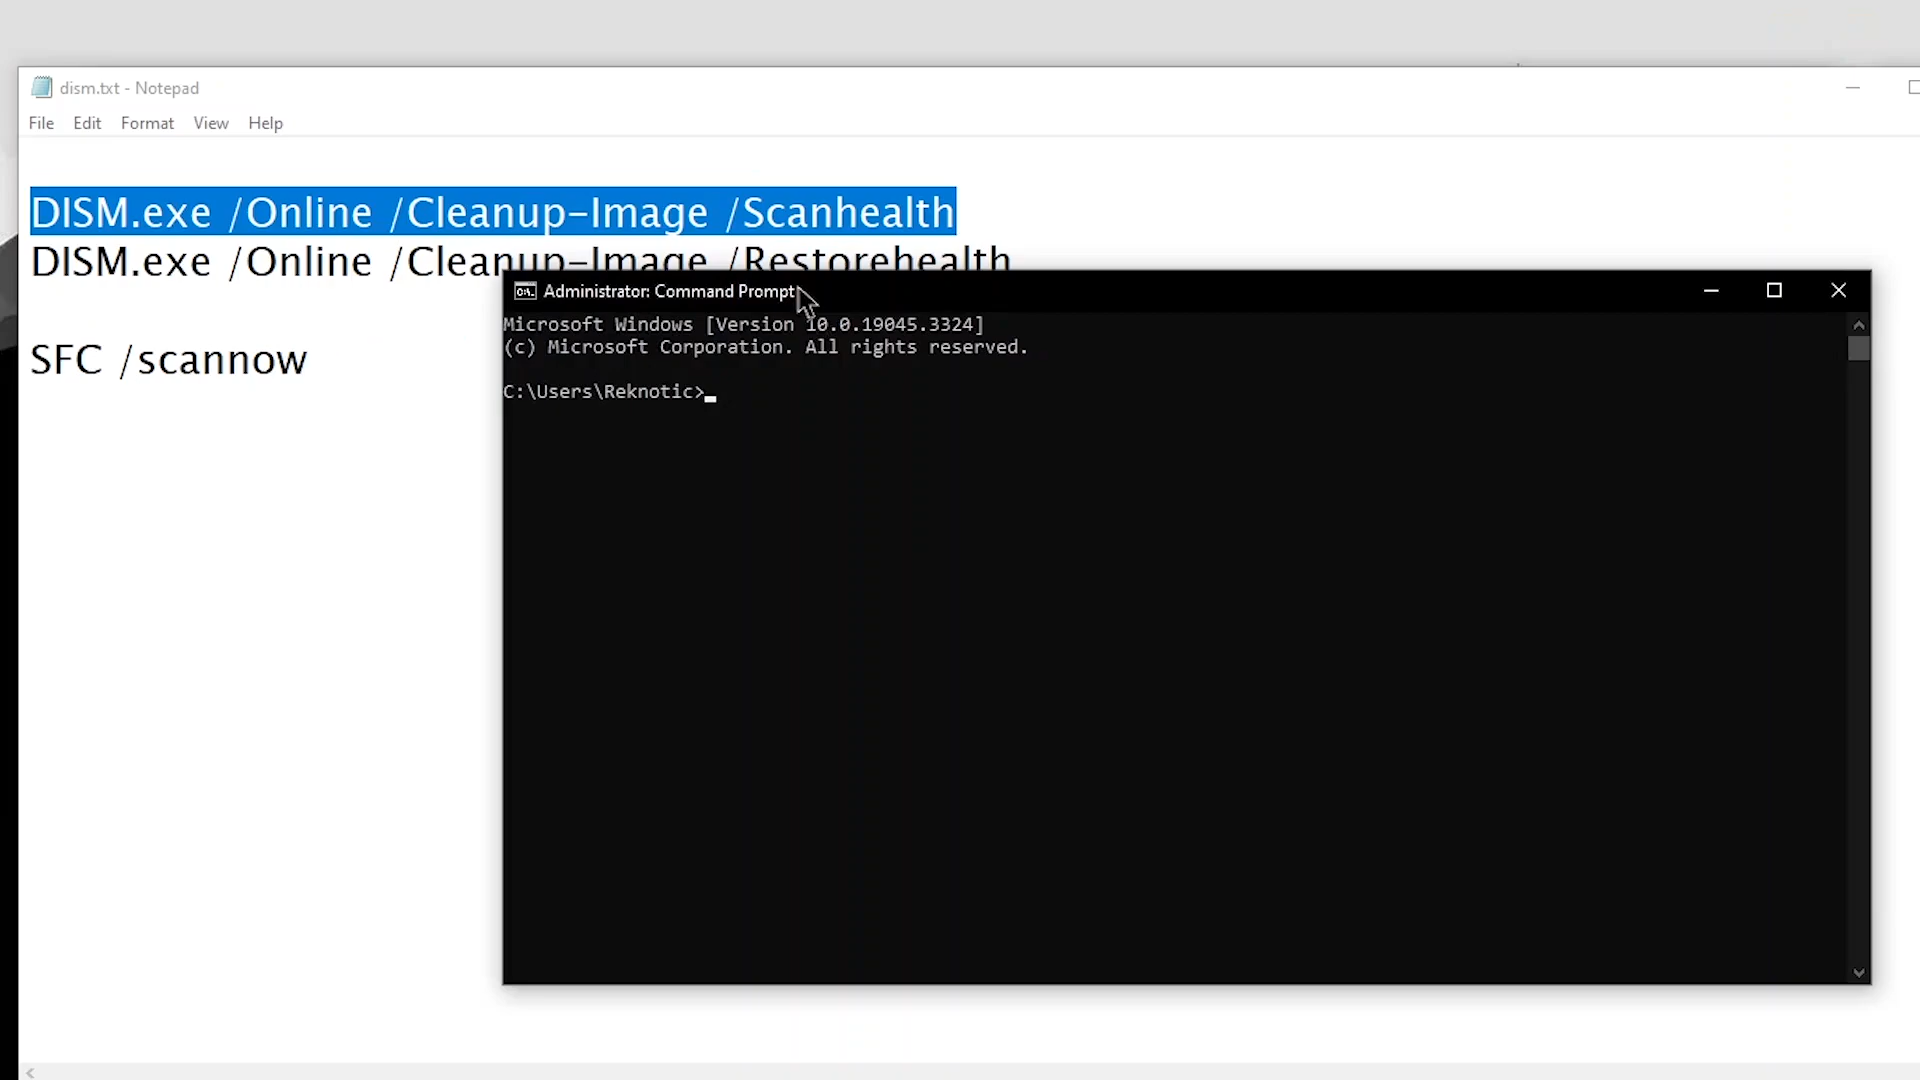 dism.txt - Notepad
File Edit Format View Help
DISM.exe /Online /Cleanup-Image /Scanhealth
DISM.exe /Online /Cleanup-Image /Restorehealth
SFC /scannow
Administrator: Command Prompt
Microsoft Windows [Version 10.0.19045.3324]
(c) Microsoft Corporation. All rights reserved.
C:\Users\Reknotic>